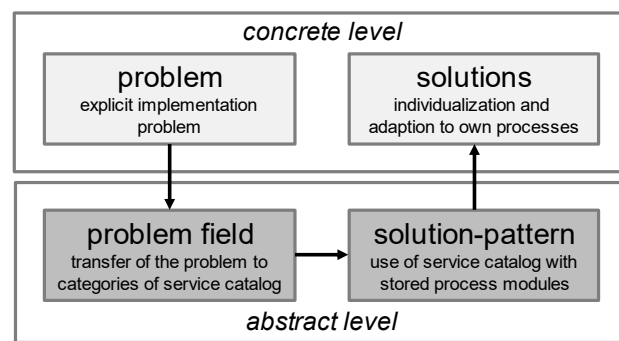 concrete level
problem
explicit implementation
problem
solutions
individualization and
adaption to own processes
problem field
transfer of the problem to
categories of service catalog
solution-pattern
use of service catalog with
stored process modules
abstract level